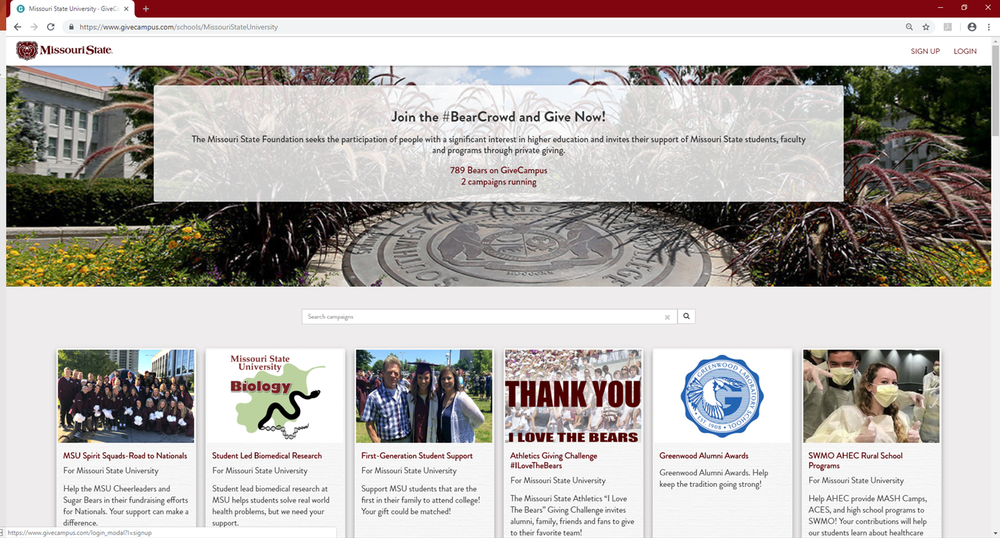 Missouri State University · GiveC
https://www.givecampus.com/schools/MissouriStateUniversity
Missouri State.
SIGN UP
LOGIN
Join the #BearCrowd and Give Now!
The Missouri State Foundation seeks the participation of people with a significant interest in higher education and invites their support of Missouri State students, faculty
and programs through private giving.
789 Bears on GiveCampus
2 campaigns running
Search campaigns
Missouri State
University
Biology
THANK YOU
I LOVE THE BEARS
GREENWOOD LABORATORY SCHOOL
EST 1908
MSU Spirit Squads-Road to Nationals
For Missouri State University
Help the MSU Cheerleaders and
Sugar Bears in their fundraising efforts
for Nationals. Your support can make a
difference.
Student Led Biomedical Research
For Missouri State University
Student lead biomedical research at
MSU helps students solve real world
health problems, but we need your
support.
First-Generation Student Support
For Missouri State University
Support MSU students that are the
first in their family to attend college!
Your gift could be matched!
Athletics Giving Challenge
#ILoveTheBears
For Missouri State University
The Missouri State Athletics “I Love
The Bears” Giving Challenge invites
alumni, family, friends and fans to give
to their favorite team!
Greenwood Alumni Awards
Greenwood Alumni Awards. Help
keep the tradition going strong!
SWMO AHEC Rural School
Programs
For Missouri State University
Help AHEC provide MASH Camps,
ACES, and high school programs to
SWMO! Your contributions will help
our students learn about healthcare
https://www.givecampus.com/login_modal?l=signup